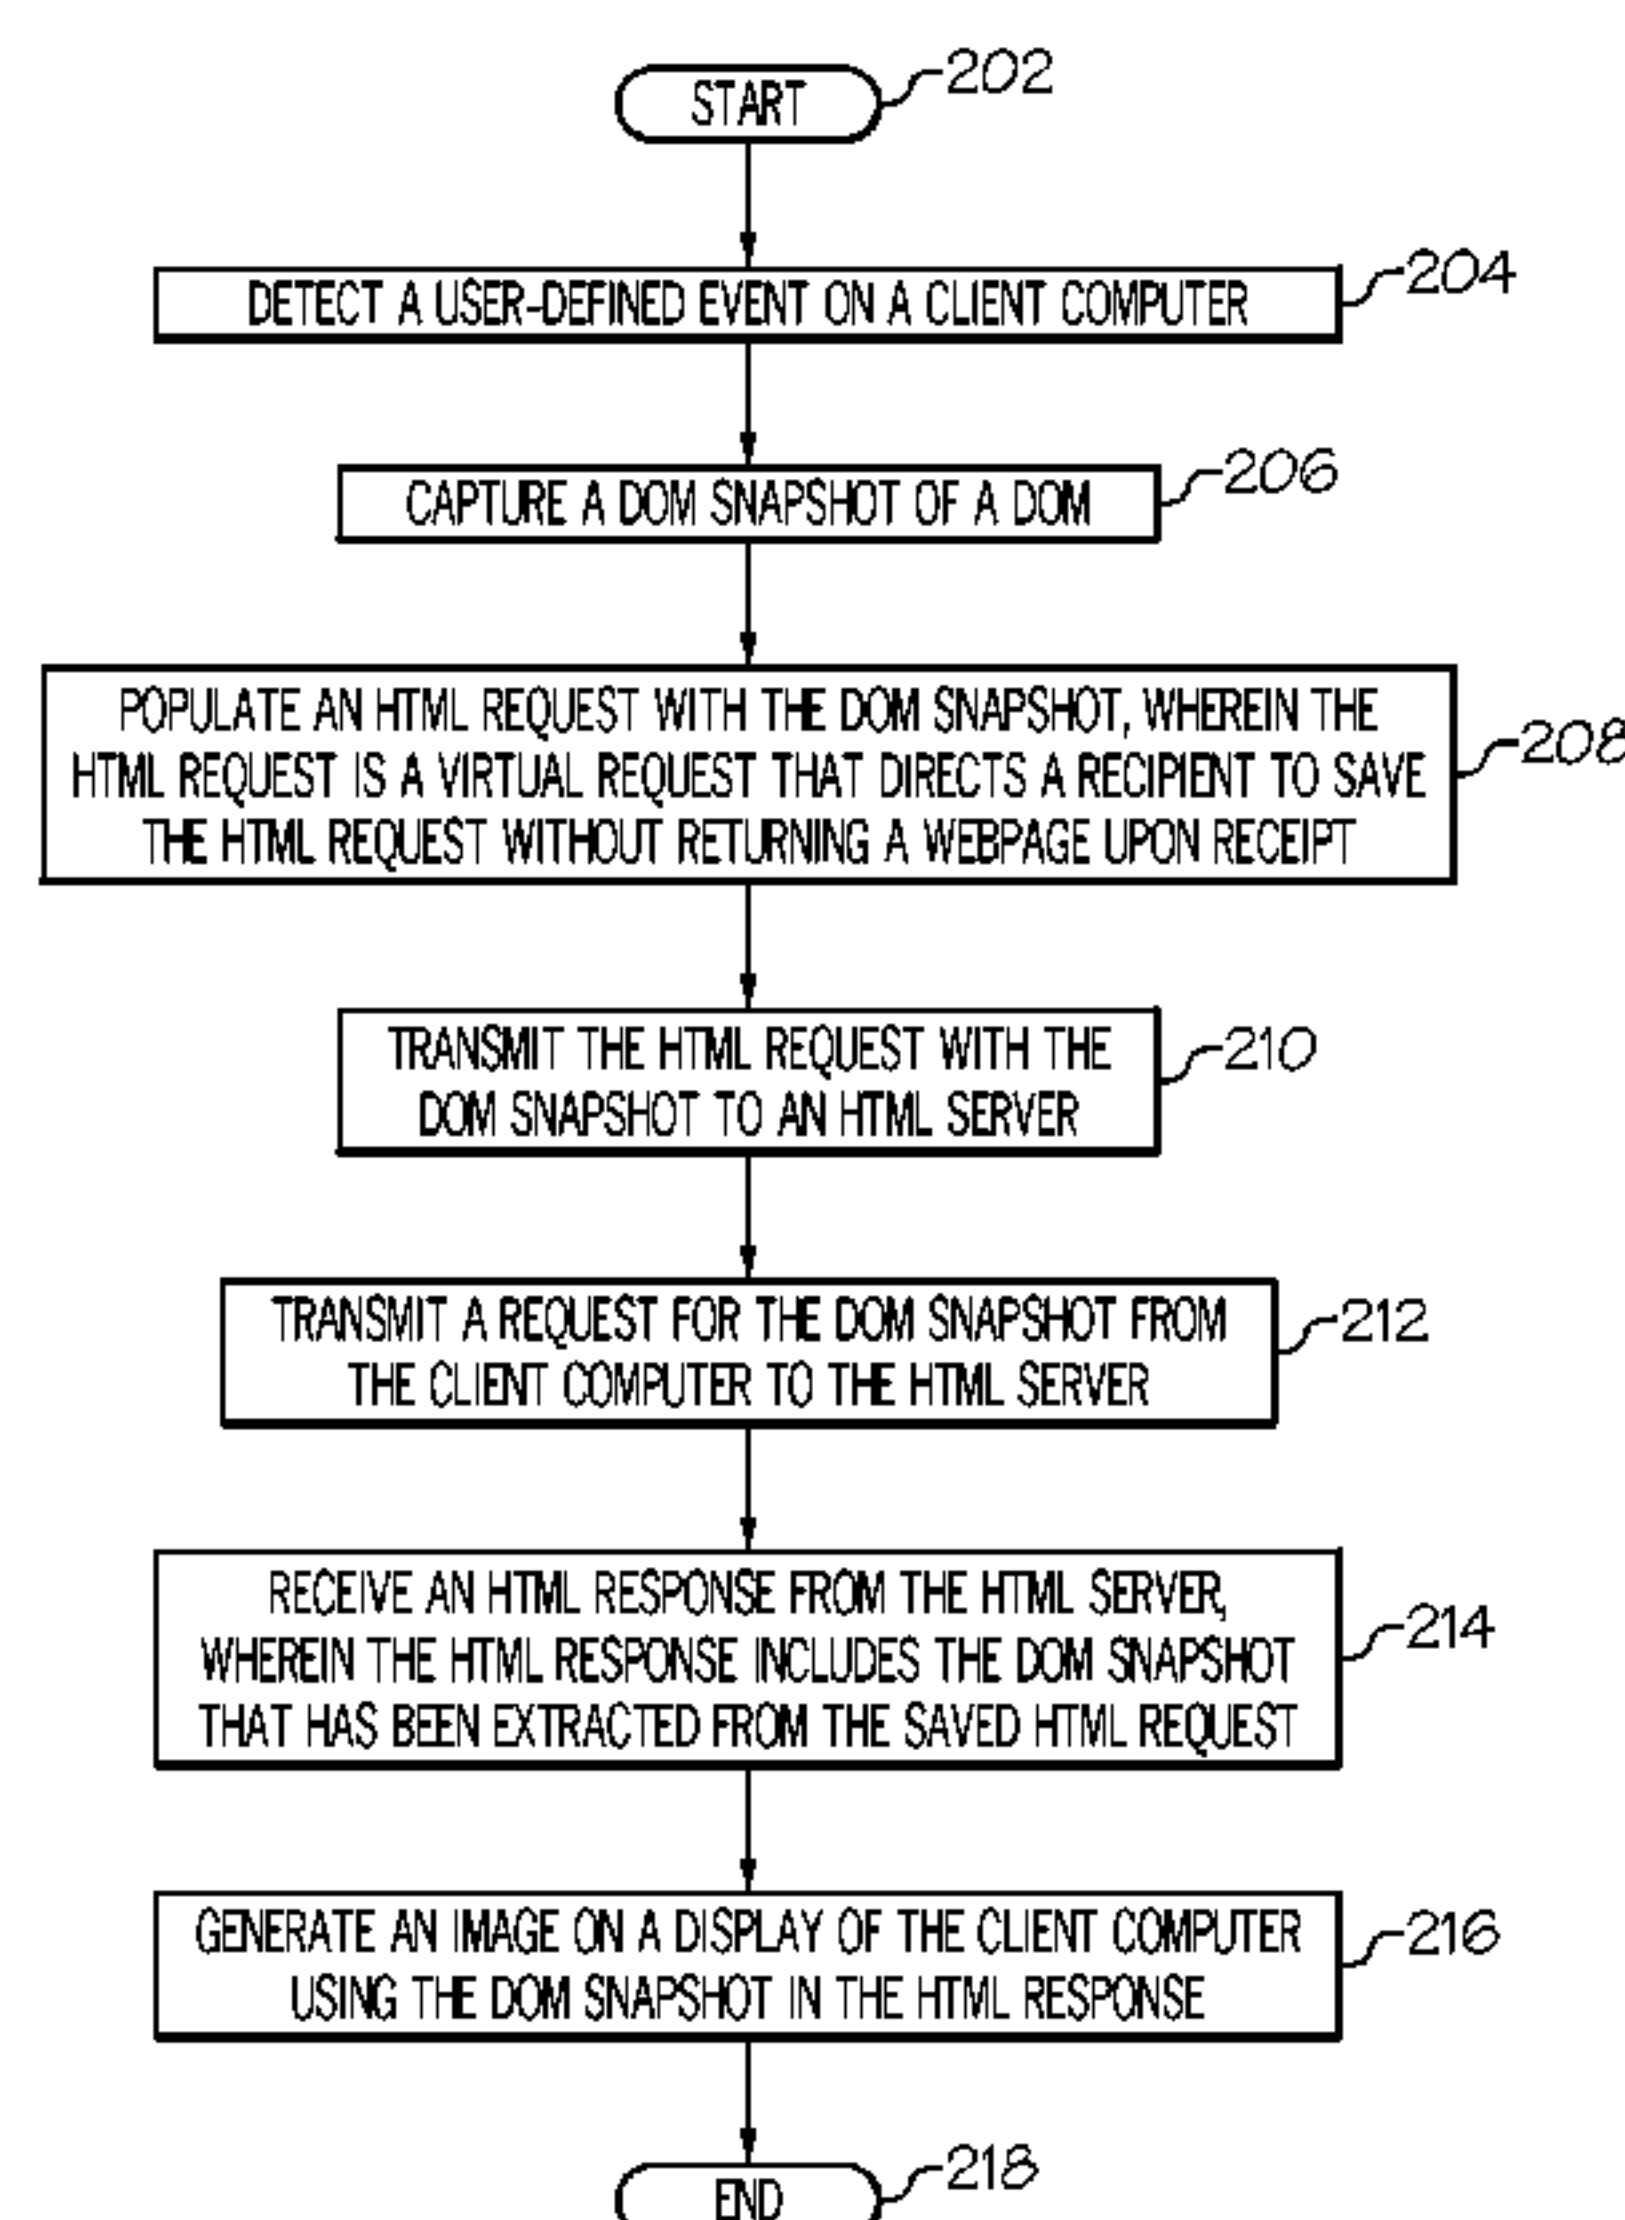 START
202
DETECT A USER-DEFINED EVENT ON A CLIENT COMPUTER
204
CAPTURE A DOM SNAPSHOT OF A DOM
206
POPULATE AN HTML REQUEST WITH THE DOM SNAPSHOT, WHEREIN THE
HTML REQUEST IS A VIRTUAL REQUEST THAT DIRECTS A RECIPIENT TO SAVE
THE HTML REQUEST WITHOUT RETURNING A WEBPAGE UPON RECEIPT
208
TRANSMIT THE HTML REQUEST WITH THE
DOM SNAPSHOT TO AN HTML SERVER
210
TRANSMIT A REQUEST FOR THE DOM SNAPSHOT FROM
THE CLIENT COMPUTER TO THE HTML SERVER
212
RECEIVE AN HTML RESPONSE FROM THE HTML SERVER,
WHEREIN THE HTML RESPONSE INCLUDES THE DOM SNAPSHOT
THAT HAS BEEN EXTRACTED FROM THE SAVED HTML REQUEST
214
GENERATE AN IMAGE ON A DISPLAY OF THE CLIENT COMPUTER
USING THE DOM SNAPSHOT IN THE HTML RESPONSE
216
END
218